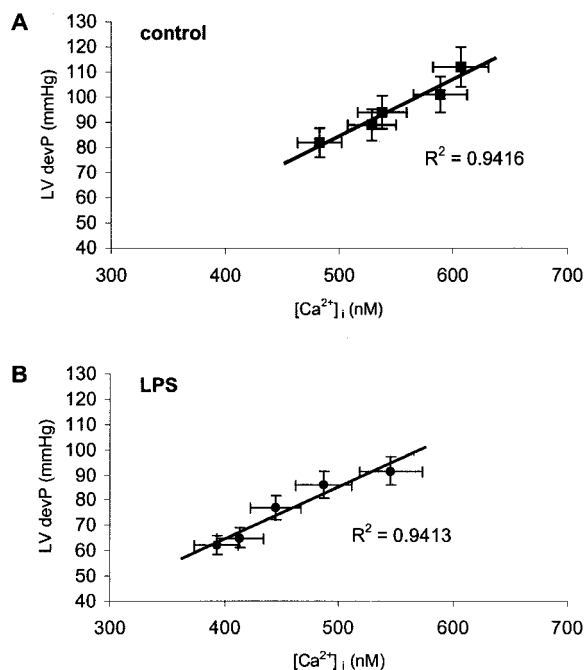 A
control
LV devP (mmHg)
130
120
110
100
90
80
70
60
50
40
R² = 0.9416
300 400 500 600 700
[Ca²⁺] i (nM)
B
LPS
LV devP (mmHg)
130
120
110
100
90
80
70
60
50
40
R² = 0.9413
300 400 500 600 700
[Ca²⁺] i (nM)